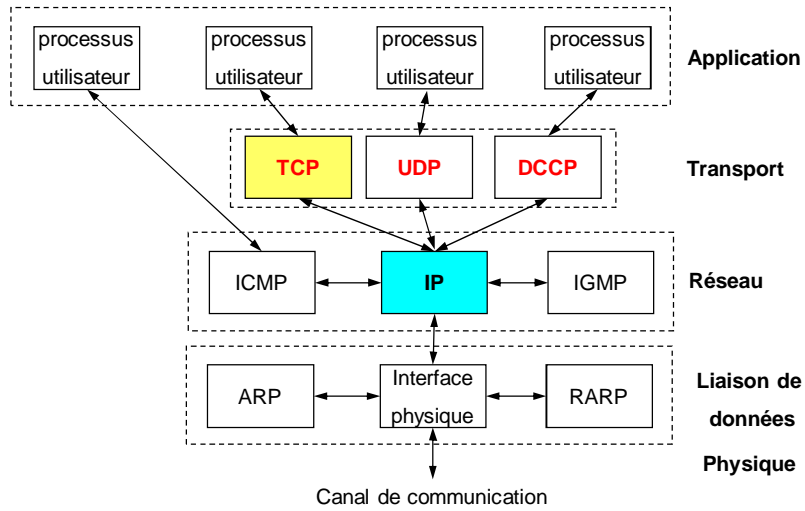 processus
utilisateur
processus
utilisateur
processus
utilisateur
processus
utilisateur
Application
TCP
UDP
DCCP
Transport
ICMP
IP
IGMP
Réseau
ARP
Interface
physique
RARP
Liaison de
données
Physique
Canal de communication